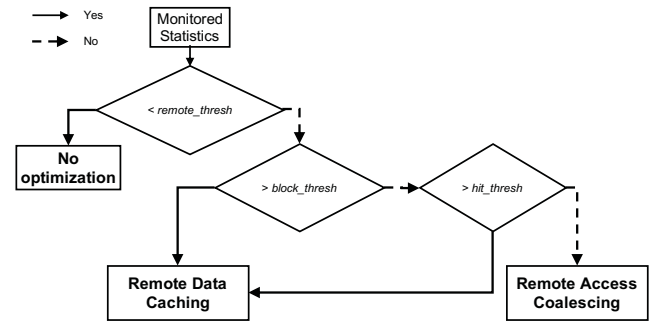 Yes
No
Monitored
Statistics
< remote_thresh
No
optimization
> block_thresh
> hit_thresh
Remote Data
Caching
Remote Access
Coalescing